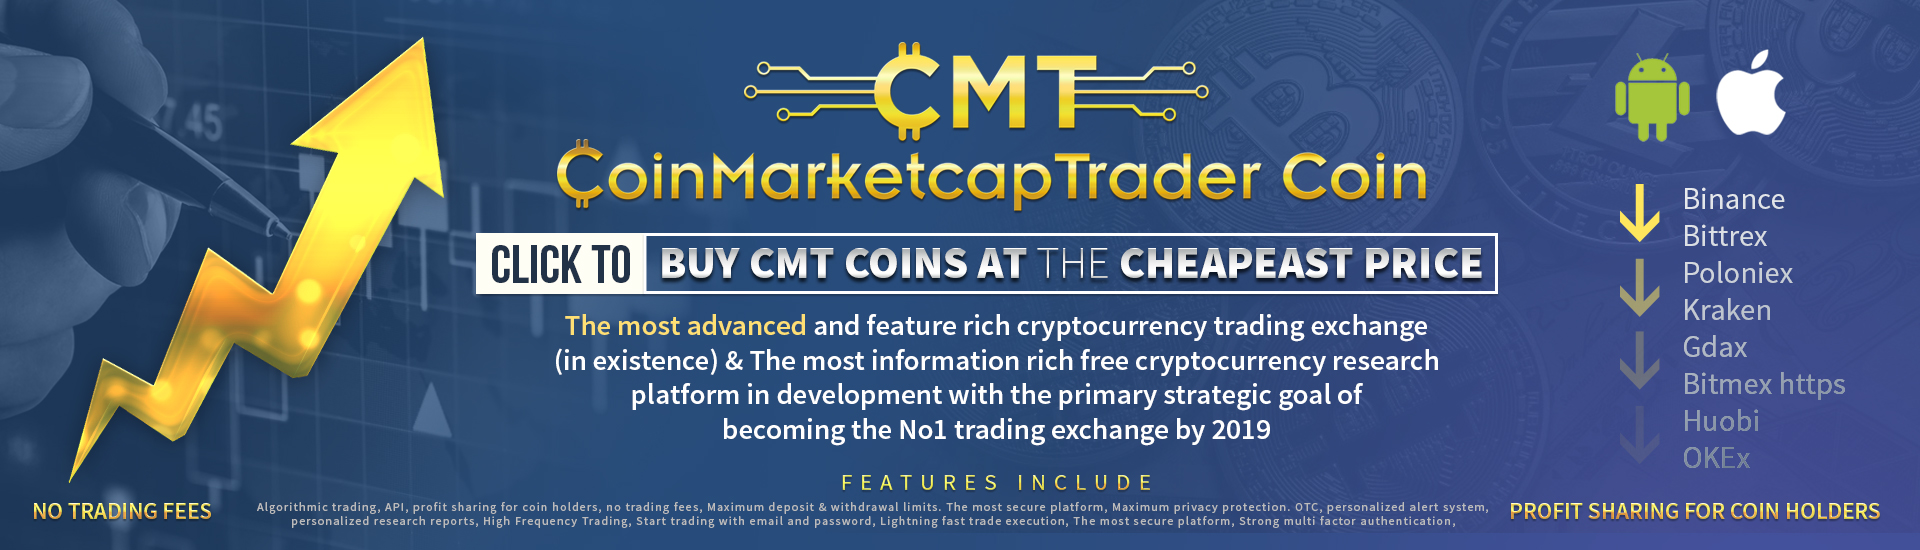 CMT
CoinMarketcapTrader Coin
CLICK TO BUY CMT COINS AT THE CHEAPEAST PRICE
The most advanced and feature rich cryptocurrency trading exchange
(in existence) & The most information rich free cryptocurrency research
platform in development with the primary strategic goal of
becoming the No1 trading exchange by 2019
FEATURES INCLUDE
Algorithmic trading, API, profit sharing for coin holders, no trading fees, Maximum deposit & withdrawal limits. The most secure platform, Maximum privacy protection. OTC, personalized alert system,
personalized research reports, High Frequency Trading, Start trading with email and password, Lightning fast trade execution, The most secure platform, Strong multi factor authentication,
NO TRADING FEES
PROFIT SHARING FOR COIN HOLDERS
Binance
Bittrex
Poloniex
Kraken
Gdax
Bitmex https
Huobi
OKEx